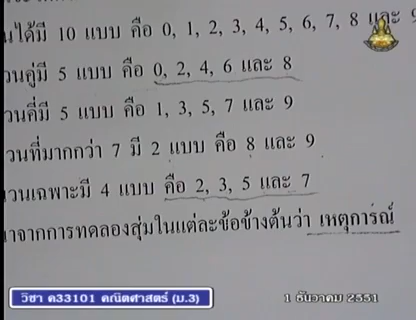 นได้มี 10 แบบ คือ 0, 1, 2, 3, 4, 5, 6, 7, 8 และ 9
วนคู่มี 5 แบบ คือ 0, 2, 4, 6 และ 8
วนคี่มี 5 แบบ คือ 1, 3, 5, 7 และ 9
วนที่มากกว่า 7 มี 2 แบบ คือ 8 และ 9
านวนเฉพาะมี 4 แบบ คือ 2, 3, 5 และ 7
าจากการทดลองสุ่มในแต่ละข้อข้างต้นว่า เหตุการณ์
วิชา ค33101 คณิตศาสตร์ (ม.3)
1 ธันวาคม 2551